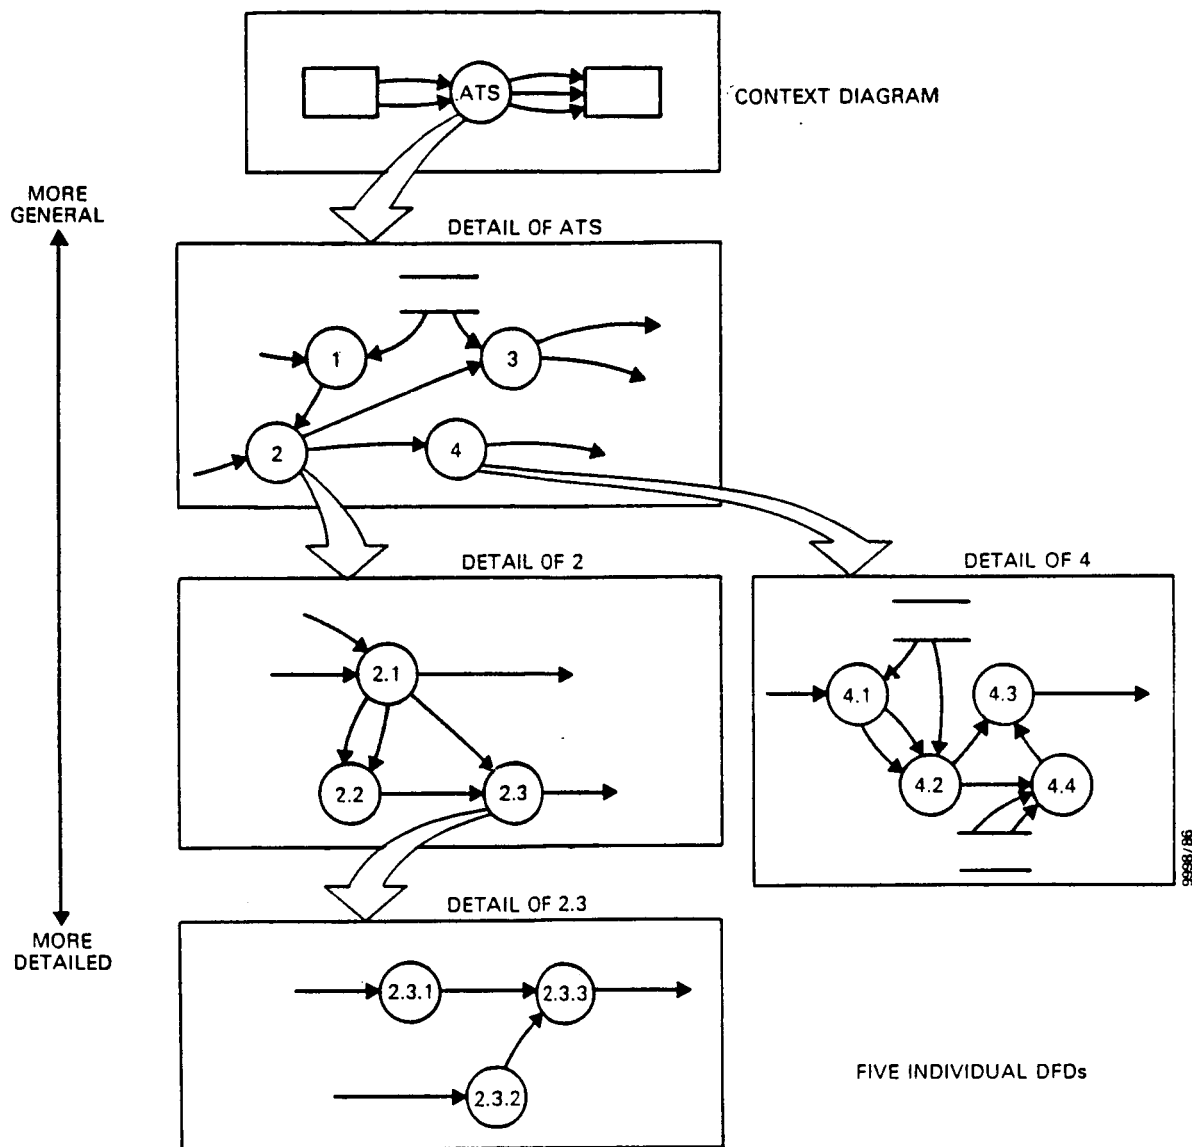 ATS
CONTEXT DIAGRAM
MORE
GENERAL
DETAIL OF ATS
1
3
2
4
DETAIL OF 2
DETAIL OF 4
2.1
2.2
2.3
4.1
4.3
4.2
4.4
9998/86
DETAIL OF 2.3
MORE
DETAILED
2.3.1
2.3.3
2.3.2
FIVE INDIVIDUAL DFDs